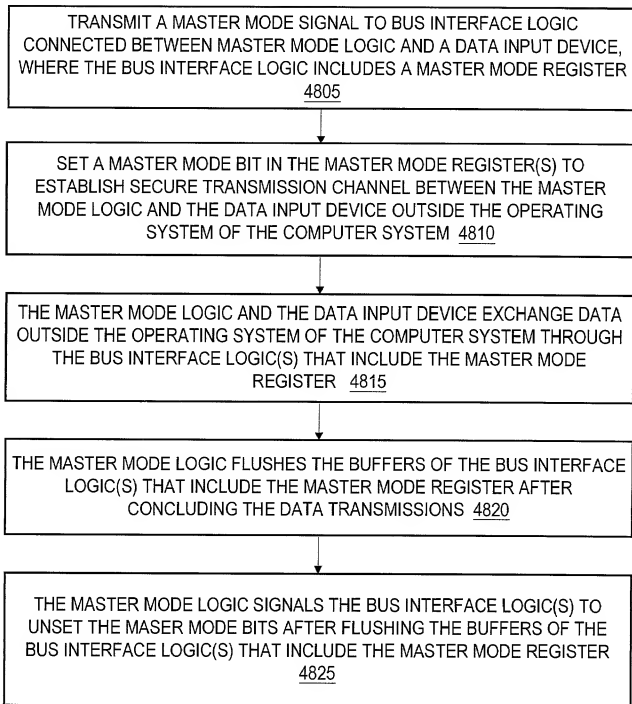 TRANSMIT A MASTER MODE SIGNAL TO BUS INTERFACE LOGIC
CONNECTED BETWEEN MASTER MODE LOGIC AND A DATA INPUT DEVICE,
WHERE THE BUS INTERFACE LOGIC INCLUDES A MASTER MODE REGISTER
4805
SET A MASTER MODE BIT IN THE MASTER MODE REGISTER(S) TO
ESTABLISH SECURE TRANSMISSION CHANNEL BETWEEN THE MASTER
MODE LOGIC AND THE DATA INPUT DEVICE OUTSIDE THE OPERATING
SYSTEM OF THE COMPUTER SYSTEM 4810
THE MASTER MODE LOGIC AND THE DATA INPUT DEVICE EXCHANGE DATA
OUTSIDE THE OPERATING SYSTEM OF THE COMPUTER SYSTEM THROUGH
THE BUS INTERFACE LOGIC(S) THAT INCLUDE THE MASTER MODE
REGISTER 4815
THE MASTER MODE LOGIC FLUSHES THE BUFFERS OF THE BUS INTERFACE
LOGIC(S) THAT INCLUDE THE MASTER MODE REGISTER AFTER
CONCLUDING THE DATA TRANSMISSIONS 4820
THE MASTER MODE LOGIC SIGNALS THE BUS INTERFACE LOGIC(S) TO
UNSET THE MASER MODE BITS AFTER FLUSHING THE BUFFERS OF THE
BUS INTERFACE LOGIC(S) THAT INCLUDE THE MASTER MODE REGISTER
4825